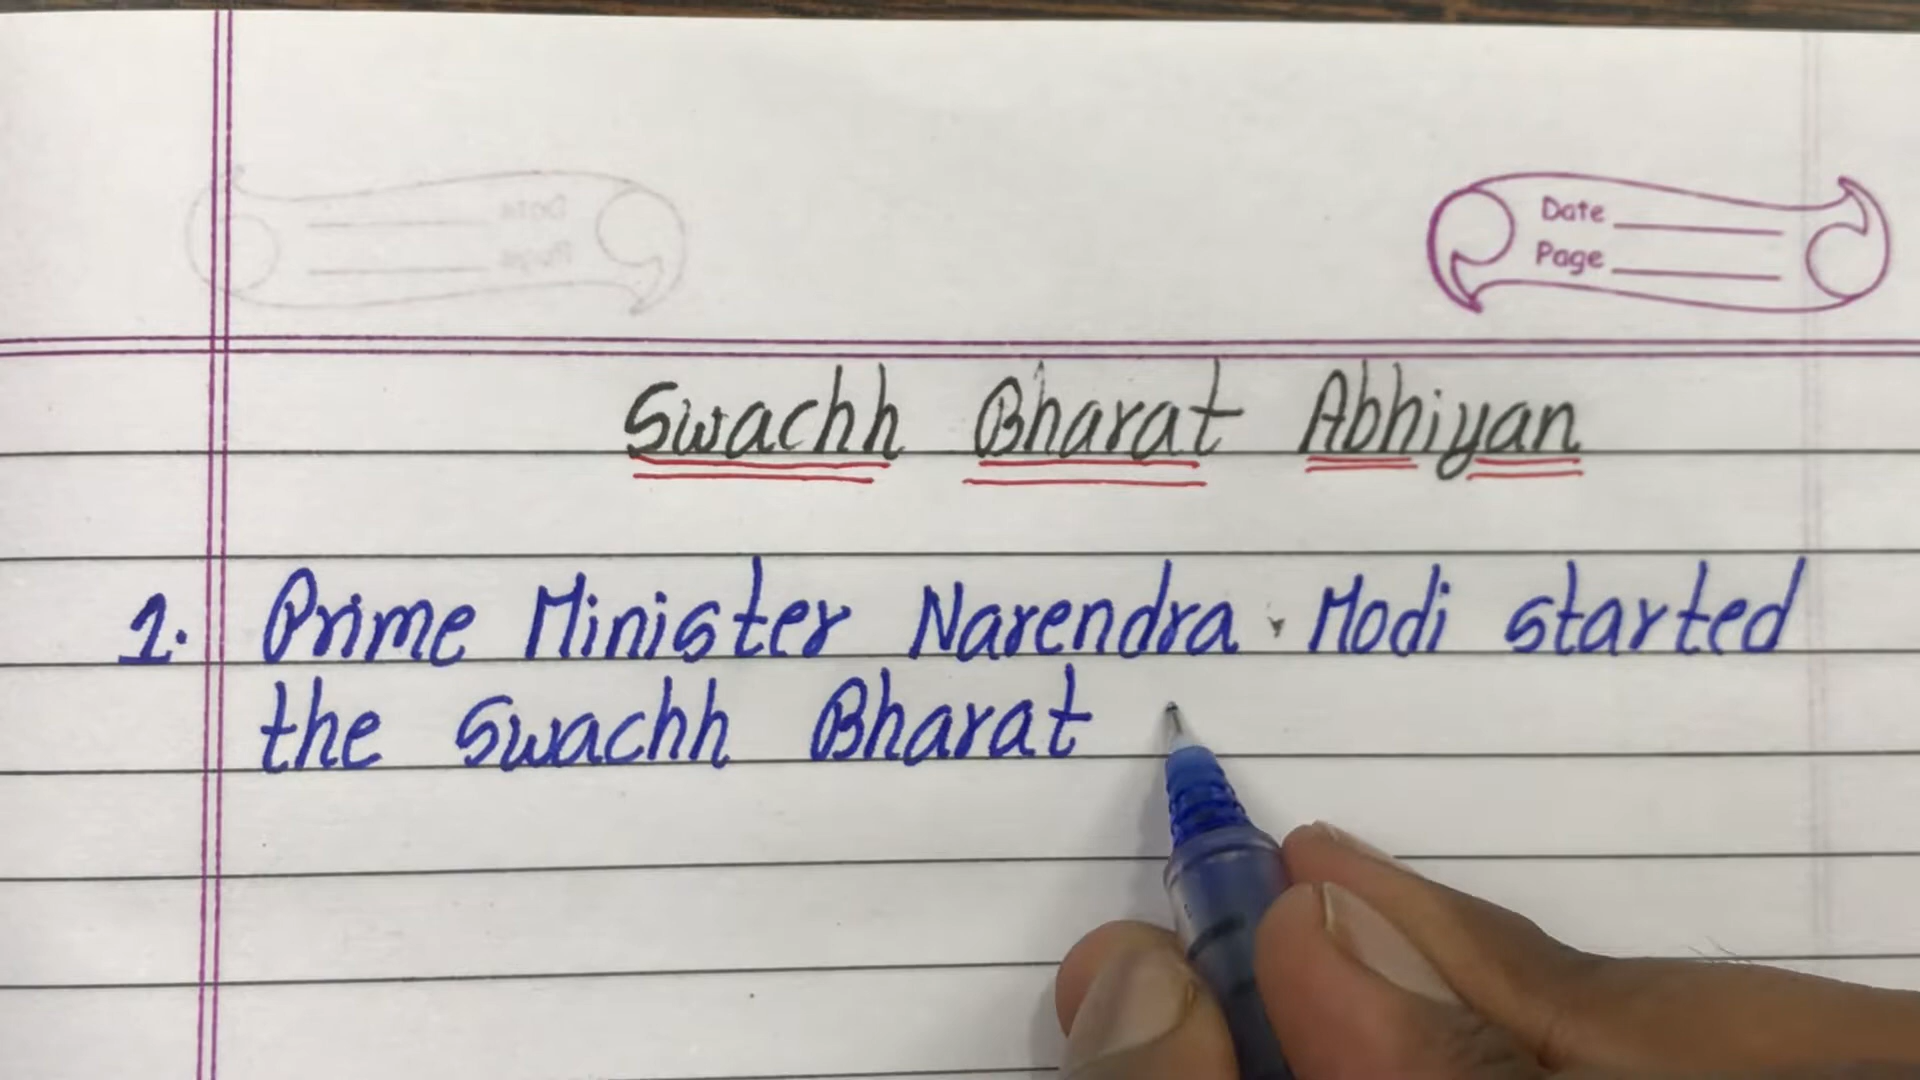 Date
Page
Swachh Bharat Abhiyan
1. Prime Minister Narendra Modi started
the Swachh Bharat